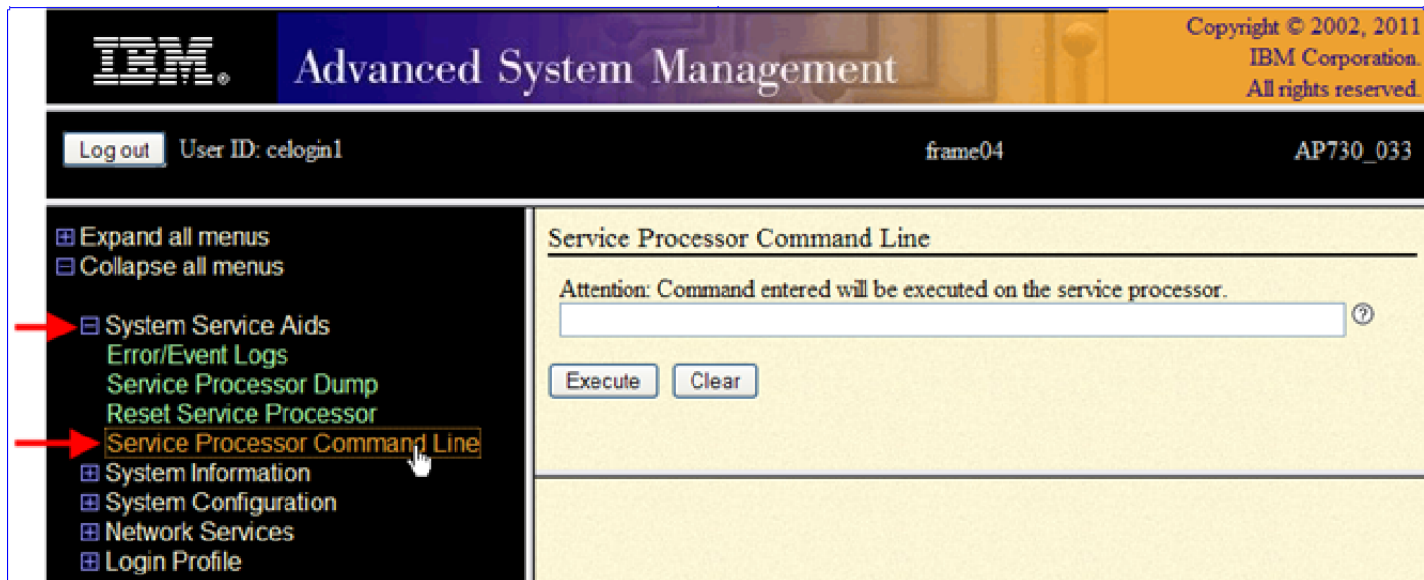 IBM®
Advanced System Management
Copyright © 2002, 2011
IBM Corporation.
All rights reserved.
Log out User ID: celogin1 frame04 AP730_033
Expand all menus
Collapse all menus
System Service Aids
Error/Event Logs
Service Processor Dump
Reset Service Processor
Service Processor Command Line
System Information
System Configuration
Network Services
Login Profile
Service Processor Command Line
Attention: Command entered will be executed on the service processor.
?
Execute Clear